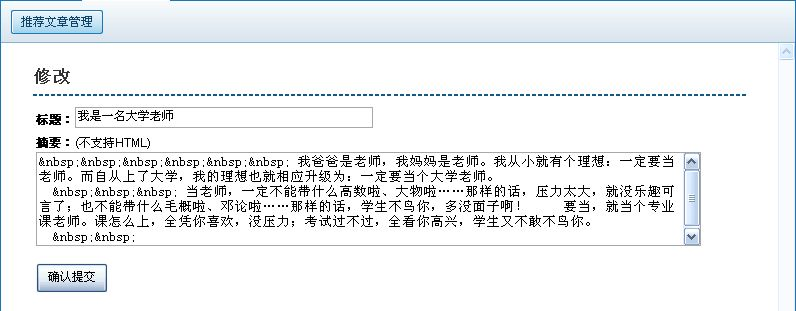 推荐文章管理
修改
标题： 我是一名大学老师
摘要： (不支持HTML)
&nbsp;&nbsp;&nbsp;&nbsp;&nbsp;&nbsp; 我爸爸是老师，我妈妈是老师。我从小就有个理想：一定要当
老师。而自从上了大学，我的理想也就相应升级为：一定要当个大学老师。
&nbsp;&nbsp;&nbsp; 当老师，一定不能带什么高数啦、大物啦……那样的话，压力太大，就没乐趣可
言了；也不能带什么毛概啦、邓论啦……那样的话，学生不鸟你，多没面子啊！ 要当，就当个专业
课老师。课怎么上，全凭你喜欢，没压力；考试过不过，全看你高兴，学生又不敢不鸟你。
&nbsp;&nbsp;
确认提交